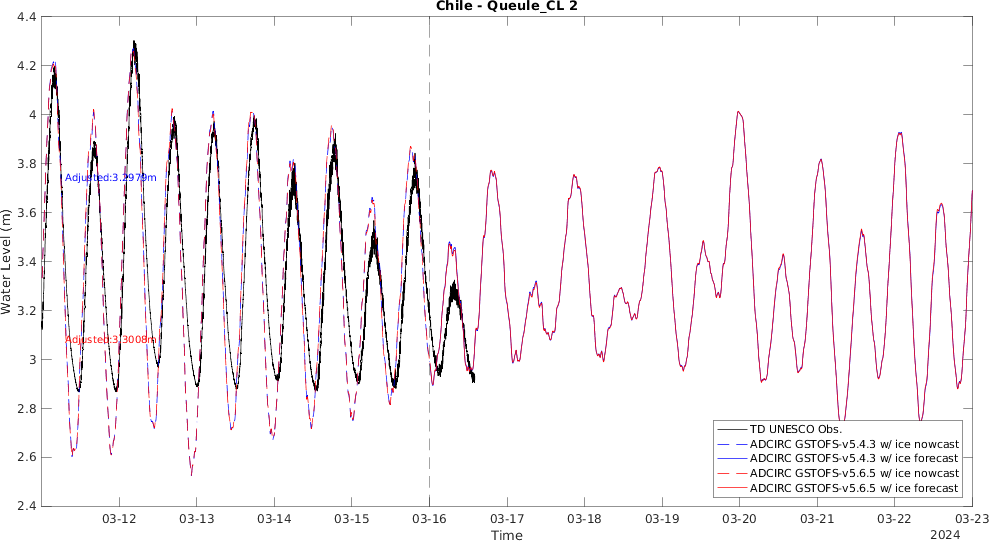 Chile - Queule_CL 2
4.4
4.2
4
3.8
3.6
3.4
3.2
3
2.8
2.6
2.4
Water Level (m)
Adjusted:3.2979m
Adjusted:3.3008m
TD UNESCO Obs.
ADCIRC GSTOFS-v5.4.3 w/ ice nowcast
ADCIRC GSTOFS-v5.4.3 w/ ice forecast
ADCIRC GSTOFS-v5.6.5 w/ ice nowcast
ADCIRC GSTOFS-v5.6.5 w/ ice forecast
03-12 03-13 03-14 03-15 03-16 03-17 03-18 03-19 03-20 03-21 03-22 03-23
Time
2024